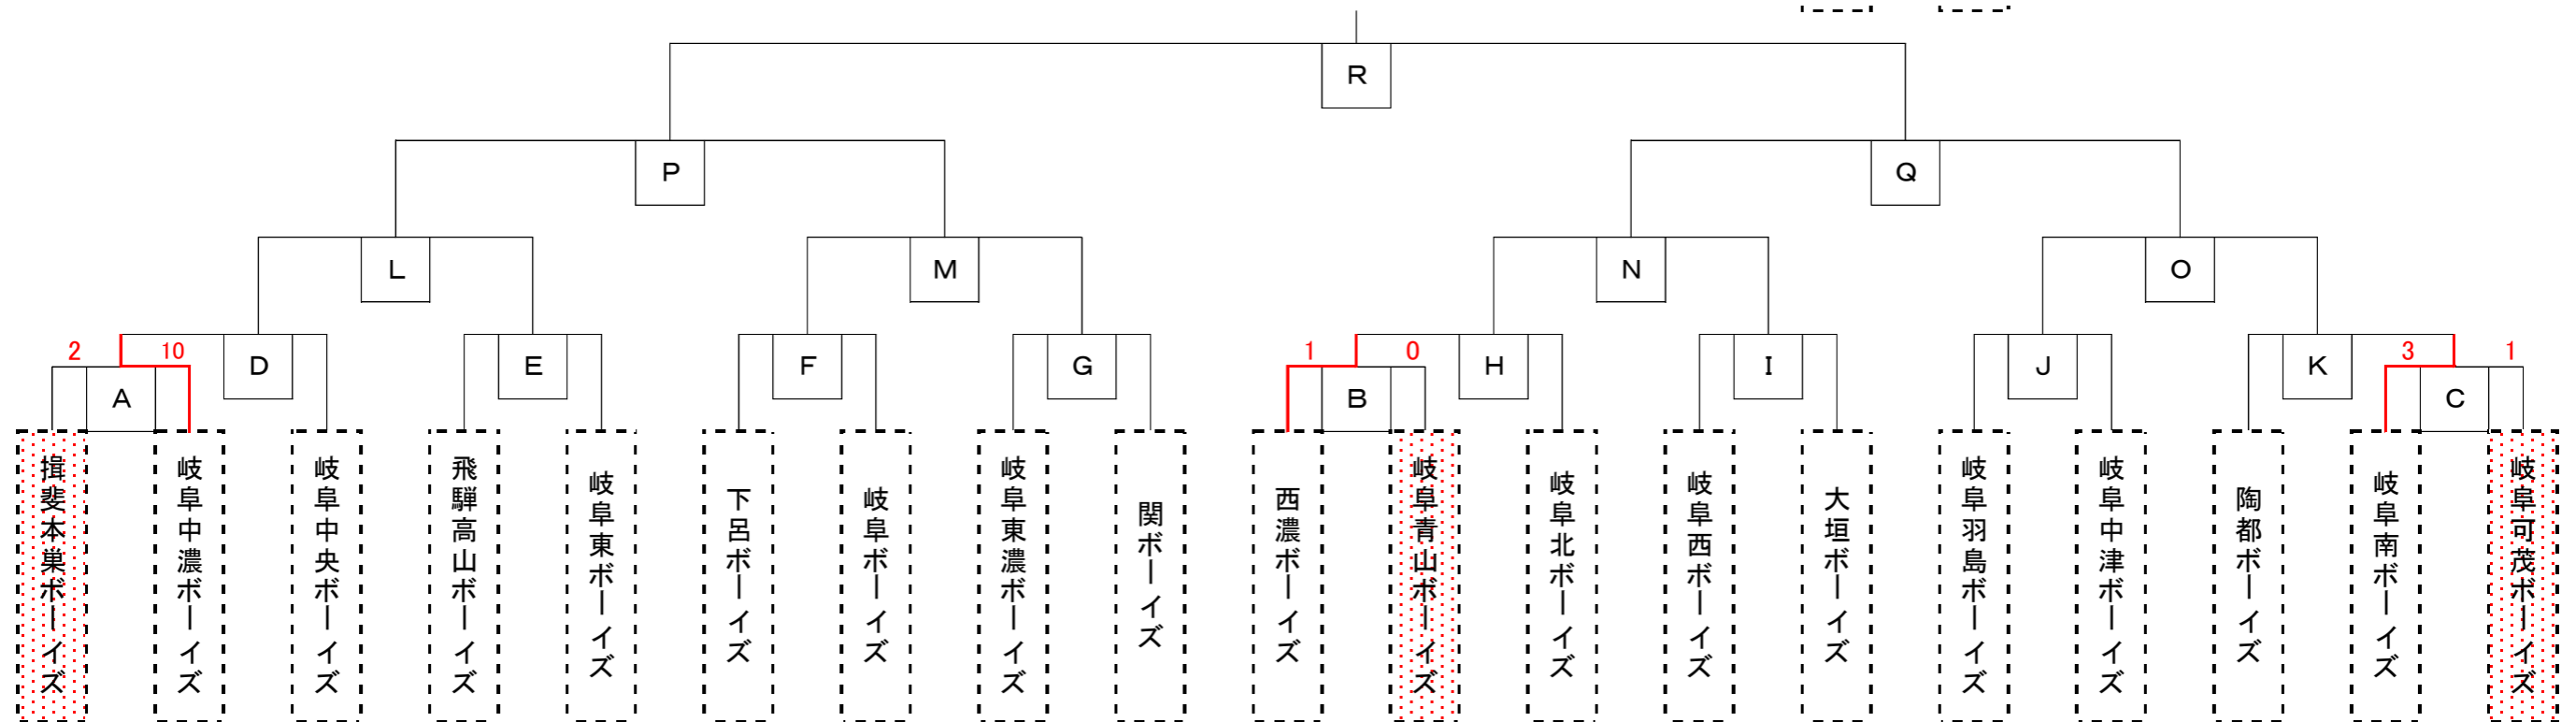 R
P
Q
L
M
N
O
2
10
1
0
3
1
D
E
F
G
H
I
J
K
A
B
C
揖斐本巣ボーイズ
岐阜中濃ボーイズ
岐阜中央ボーイズ
飛騨高山ボーイズ
岐阜東ボーイズ
下呂ボーイズ
岐阜ボーイズ
岐阜東濃ボーイズ
関ボーイズ
西濃ボーイズ
岐阜青山ボーイズ
岐阜北ボーイズ
岐阜西ボーイズ
大垣ボーイズ
岐阜羽島ボーイズ
岐阜中津ボーイズ
陶都ボーイズ
岐阜南ボーイズ
岐阜可茂ボーイズ